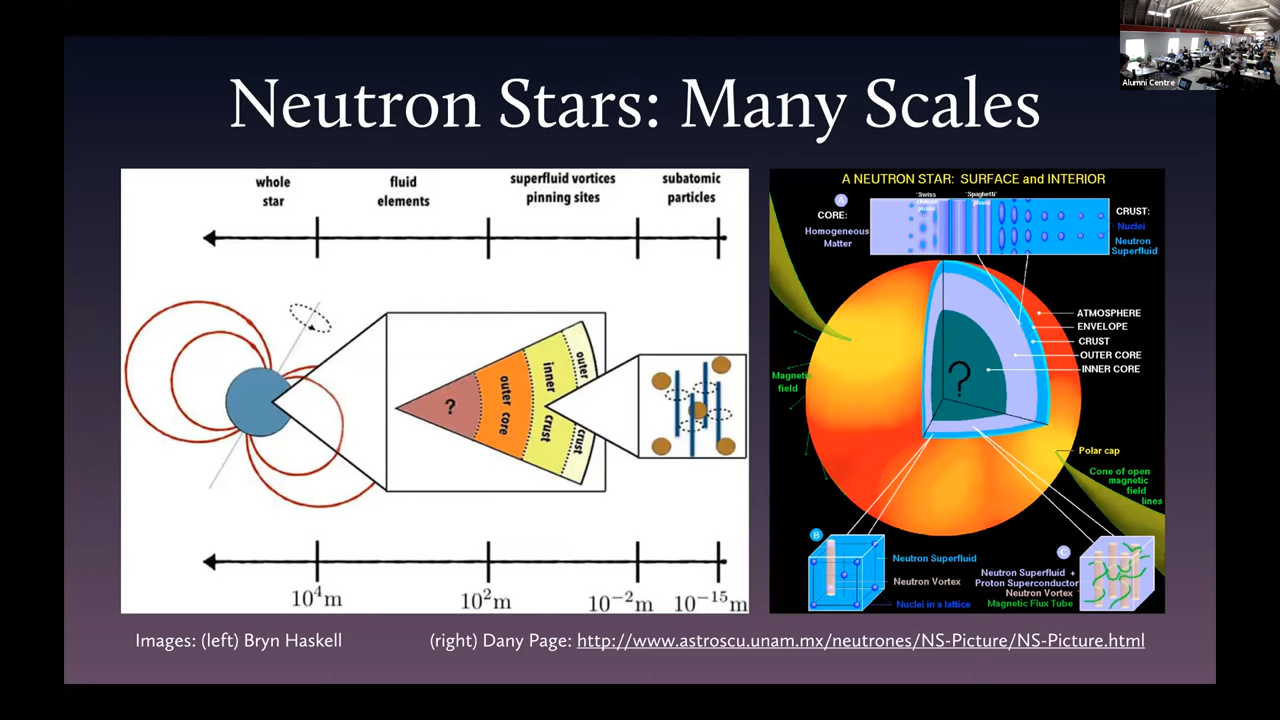 Alumni Centre
Neutron Stars: Many Scales
whole
star
fluid
elements
superfluid vortices
pinning sites
subatomic
particles
?
outer core
inner
crust
outer
crust
10⁴m
10²m
10⁻²m
10⁻¹⁵m
A NEUTRON STAR: SURFACE and INTERIOR
A
'Swiss
cheese'
phase
'Spaghetti'
phase
CORE:
Homogeneous
Matter
CRUST:
Nuclei
Neutron
Superfluid
ATMOSPHERE
ENVELOPE
CRUST
OUTER CORE
INNER CORE
?
Magnetic
field
Polar cap
Cone of open
magnetic
field
lines
B
Neutron Superfluid
Neutron Vortex
Nuclei in a lattice
C
Neutron Superfluid +
Proton Superconductor
Neutron Vortex
Magnetic Flux Tube
Images: (left) Bryn Haskell
(right) Dany Page: http://www.astroscu.unam.mx/neutrones/NS-Picture/NS-Picture.html